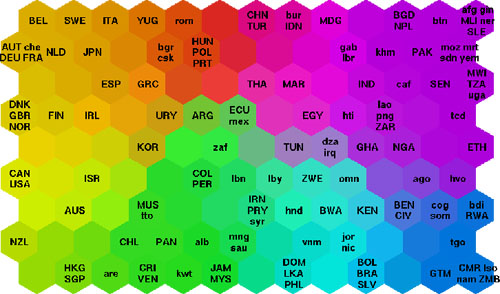 BEL SWE ITA YUG rom CHN TUR bur IDN MDG BGD NPL btn afg gin MLI ner SLE
AUT che DEU FRA NLD JPN bgr csk HUN POL PRT gab lbr khm PAK moz mrt sdn yem
ESP GRC THA MAR IND caf SEN MWI TZA uga
DNK GBR NOR FIN IRL URY ARG ECU mex EGY hti lao png ZAR tcd
KOR zaf TUN dza irq GHA NGA ETH
CAN USA ISR COL PER lbn lby ZWE omn ago hvo
AUS MUS tto IRN PRY syr hnd BWA KEN BEN CIV cog som bdi RWA
NZL CHL PAN alb mng sau vnm jor nic tgo
HKG SGP are CRI VEN kwt JAM MYS DOM LKA PHL BOL BRA SLV GTM CMR lso nam ZMB